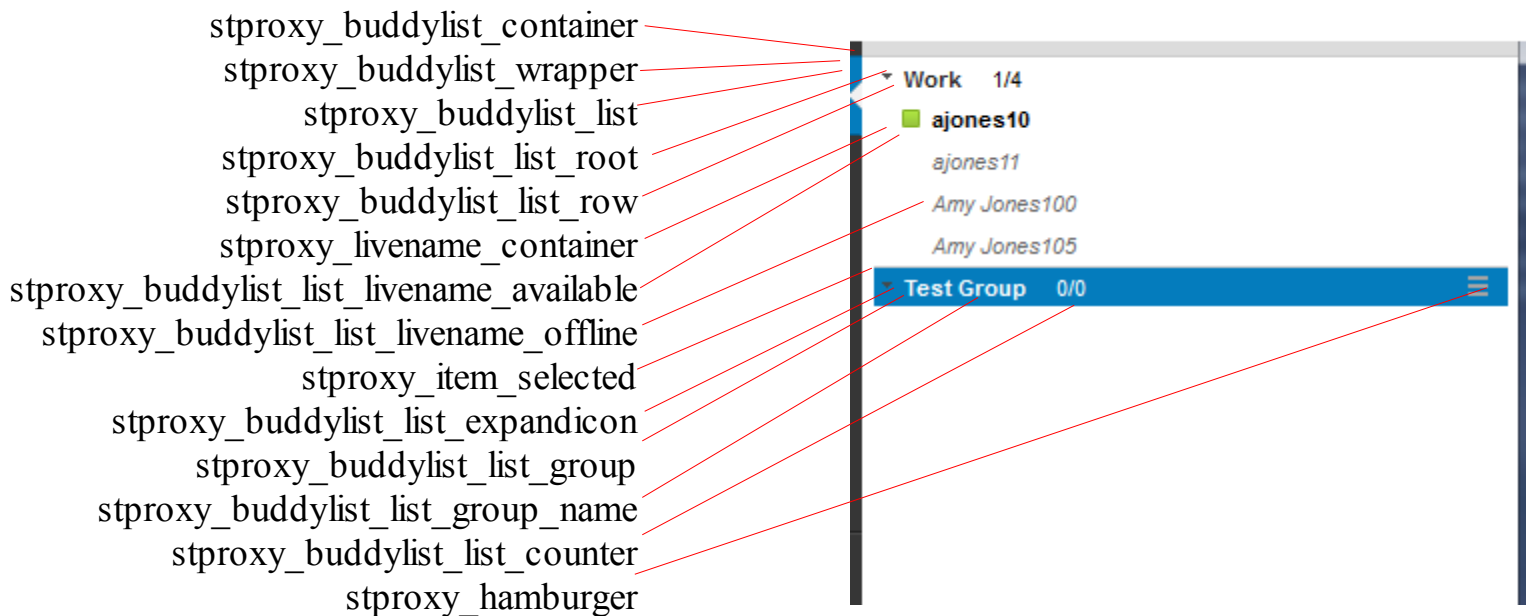 stproxy_buddylist_container
stproxy_buddylist_wrapper
stproxy_buddylist_list
stproxy_buddylist_list_root
stproxy_buddylist_list_row
stproxy_livename_container
stproxy_buddylist_list_livename_available
stproxy_buddylist_list_livename_offline
stproxy_item_selected
stproxy_buddylist_list_expandicon
stproxy_buddylist_list_group
stproxy_buddylist_list_group_name
stproxy_buddylist_list_counter
stproxy_hamburger
Work 1/4
ajones10
ajones11
Amy Jones100
Amy Jones105
Test Group 0/0